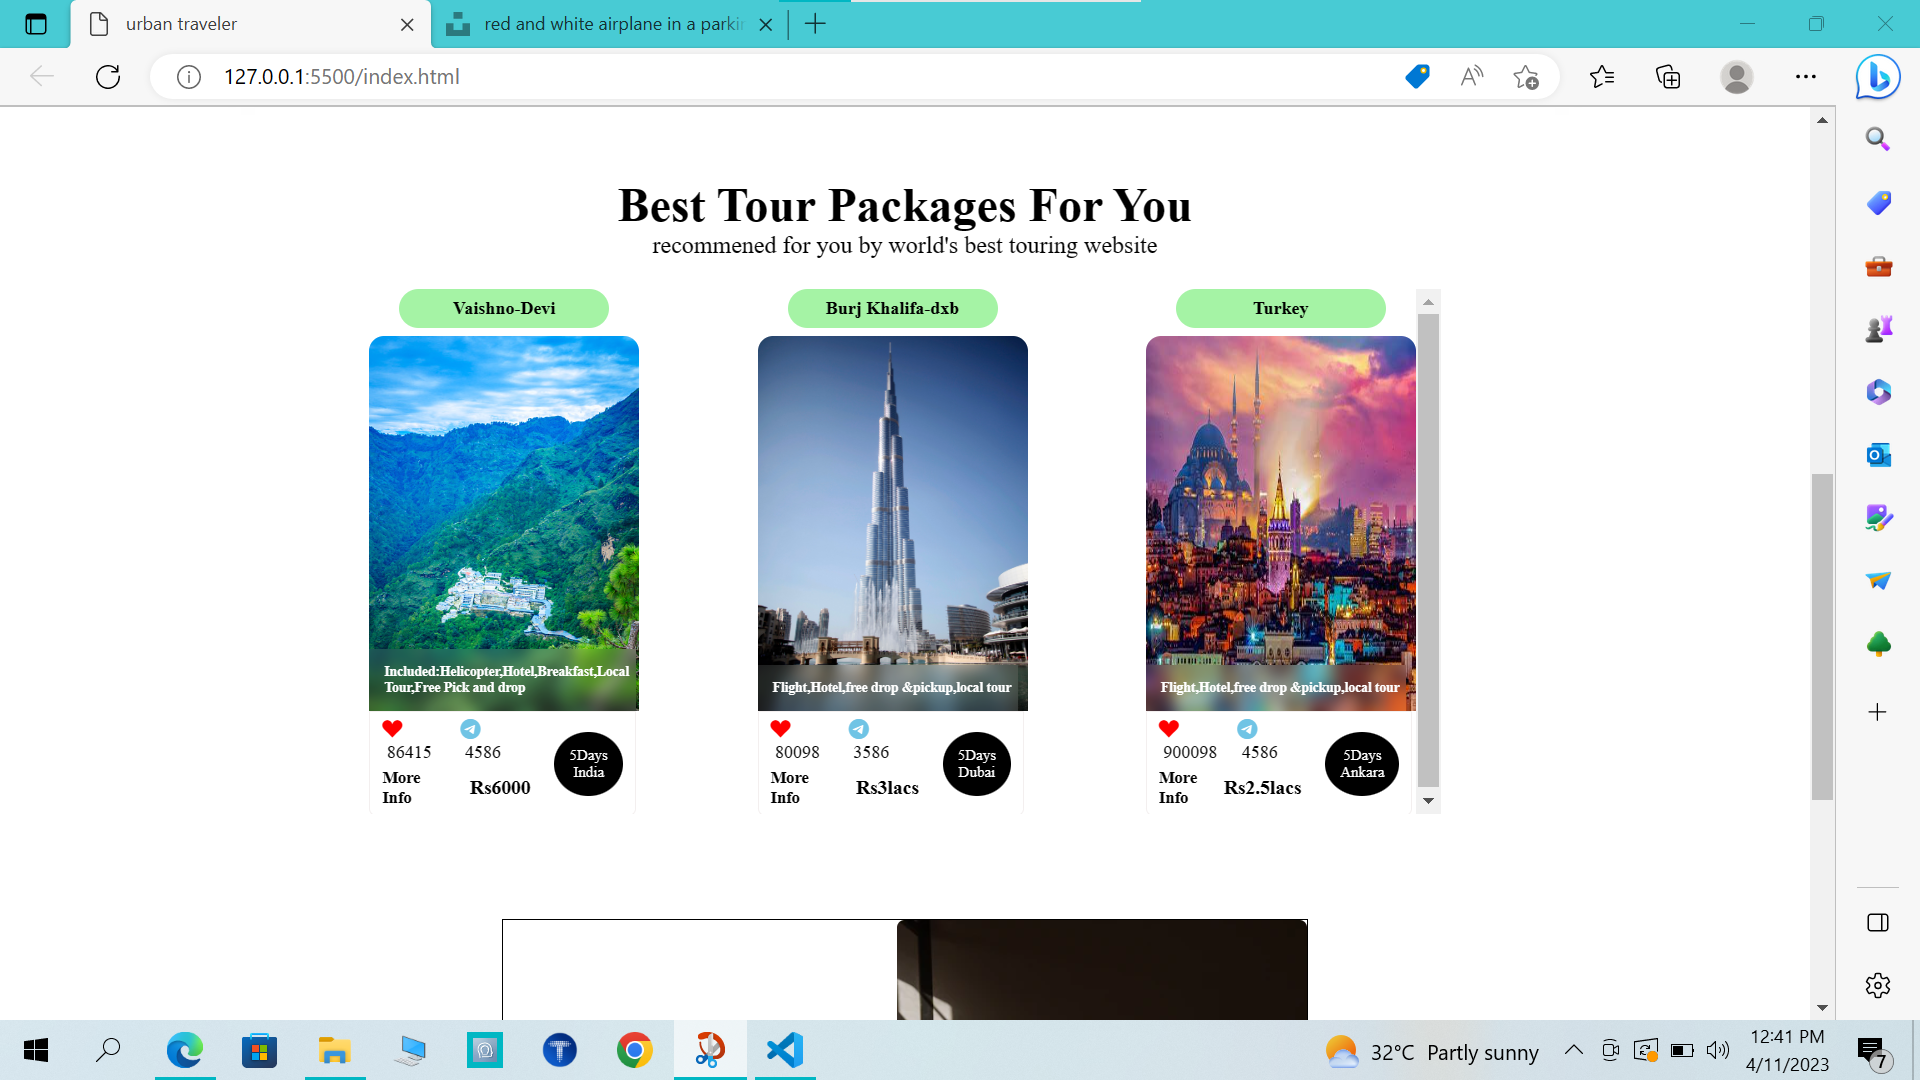 urban traveler
red and white airplane in a parkin
127.0.0.1:5500/index.html
Best Tour Packages For You
recommened for you by world's best touring website
Vaishno-Devi
Burj Khalifa-dxb
Turkey
Included:Helicopter,Hotel,Breakfast,Local
Tour,Free Pick and drop
Flight,Hotel,free drop &pickup,local tour
Flight,Hotel,free drop &pickup,local tour
86415 4586
5Days
India
More
Info
Rs6000
80098 3586
5Days
Dubai
More
Info
Rs3lacs
900098 4586
5Days
Ankara
More
Info
Rs2.5lacs
32°C Partly sunny
12:41 PM
4/11/2023
7